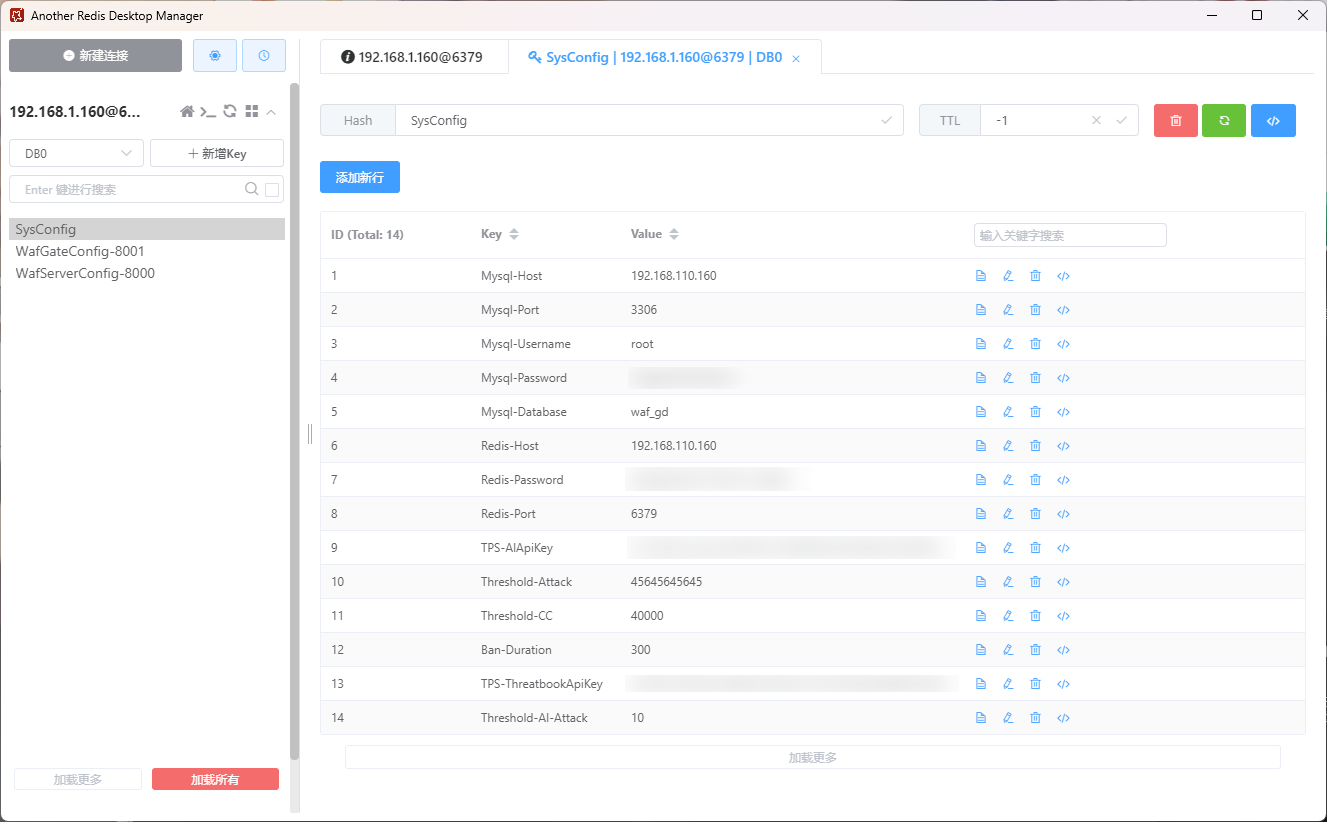 Another Redis Desktop Manager
新建连接
192.168.1.160@6...
DB0
新增Key
Enter 键进行搜索
SysConfig
WafGateConfig-8001
WafServerConfig-8000
加载更多
加载所有
192.168.1.160@6379
SysConfig | 192.168.1.160@6379 | DB0
Hash SysConfig TTL -1
添加新行
ID (Total: 14) Key Value 输入关键字搜索
1 Mysql-Host 192.168.110.160
2 Mysql-Port 3306
3 Mysql-Username root
4 Mysql-Password
5 Mysql-Database waf_gd
6 Redis-Host 192.168.110.160
7 Redis-Password
8 Redis-Port 6379
9 TPS-AIApiKey
10 Threshold-Attack 45645645645
11 Threshold-CC 40000
12 Ban-Duration 300
13 TPS-ThreatbookApiKey
14 Threshold-AI-Attack 10
加载更多